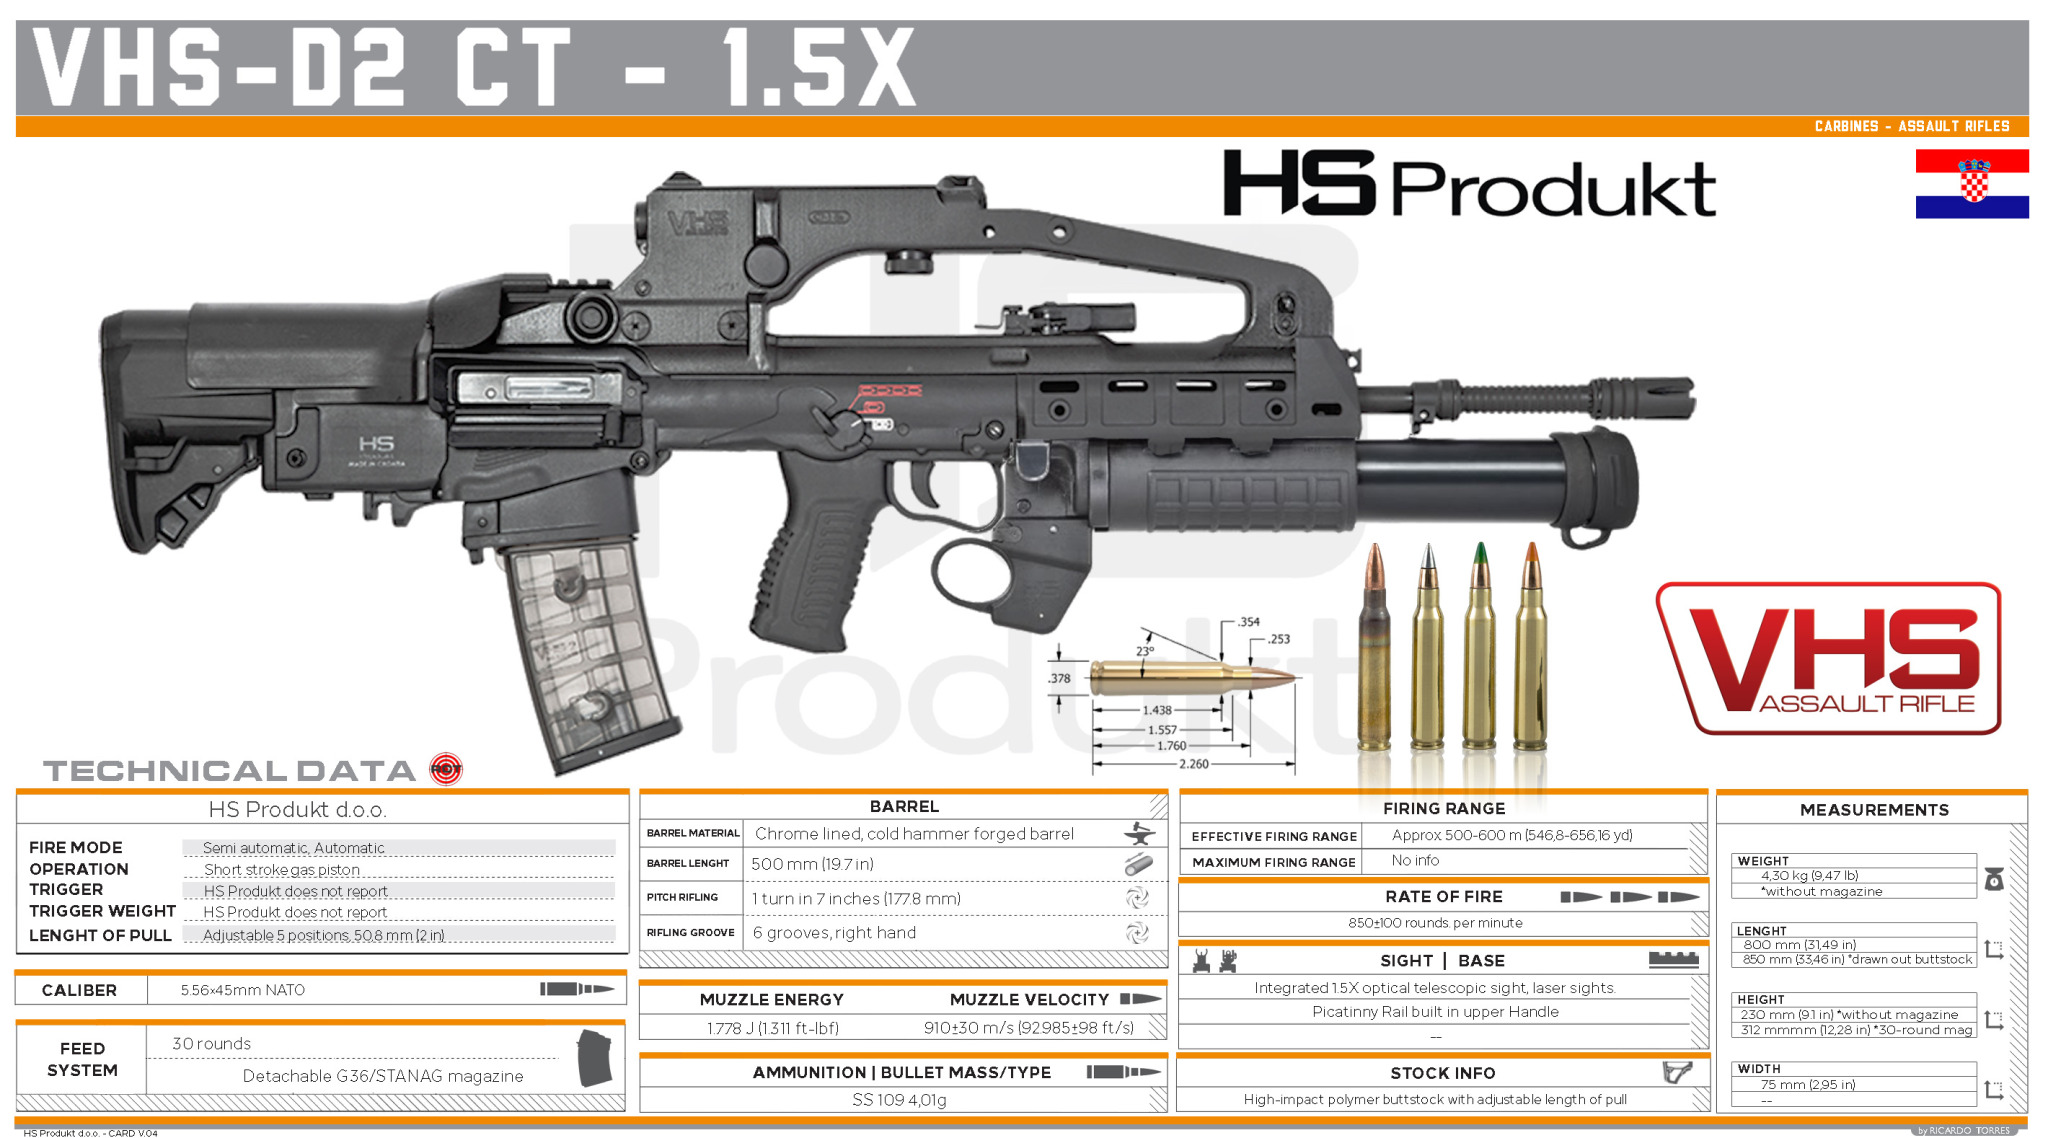 VHS-D2 CT - 1.5X
CARBINES - ASSAULT RIFLES
HS Produkt
VHS
HS
MADE IN CROATIA
HS Produkt
.354
.253
23°
.378
1.438
1.557
1.760
2.260
VHS
ASSAULT RIFLE
TECHNICAL DATA
HS Produkt d.o.o.
FIRE MODE Semi automatic, Automatic
OPERATION Short stroke gas piston
TRIGGER HS Produkt does not report
TRIGGER WEIGHT HS Produkt does not report
LENGHT OF PULL Adjustable 5 positions, 50,8 mm (2 in)
CALIBER 5.56x45mm NATO
FEED SYSTEM
30 rounds
Detachable G36/STANAG magazine
BARREL
BARREL MATERIAL Chrome lined, cold hammer forged barrel
BARREL LENGHT 500 mm (19.7 in)
PITCH RIFLING 1 turn in 7 inches (177.8 mm)
RIFLING GROOVE 6 grooves, right hand
MUZZLE ENERGY MUZZLE VELOCITY
1.778 J (1.311 ft-lbf) 910±30 m/s (92.985±98 ft/s)
AMMUNITION | BULLET MASS/TYPE
SS 109 4,01g
FIRING RANGE
EFFECTIVE FIRING RANGE Approx 500-600 m (546,8-656,16 yd)
MAXIMUM FIRING RANGE No info
RATE OF FIRE
850±100 rounds. per minute
SIGHT | BASE
Integrated 1.5X optical telescopic sight, laser sights.
Picatinny Rail built in upper Handle
--
STOCK INFO
High-impact polymer buttstock with adjustable length of pull
MEASUREMENTS
WEIGHT
4,30 kg (9,47 lb)
*without magazine
LENGHT
800 mm (31,49 in)
850 mm (33,46 in) *drawn out buttstock
HEIGHT
230 mm (9.1 in) *without magazine
312 mmmm (12,28 in) *30-round mag
WIDTH
75 mm (2,95 in)
--
HS Produkt d.o.o. - CARD V.04
by RICARDO TORRES